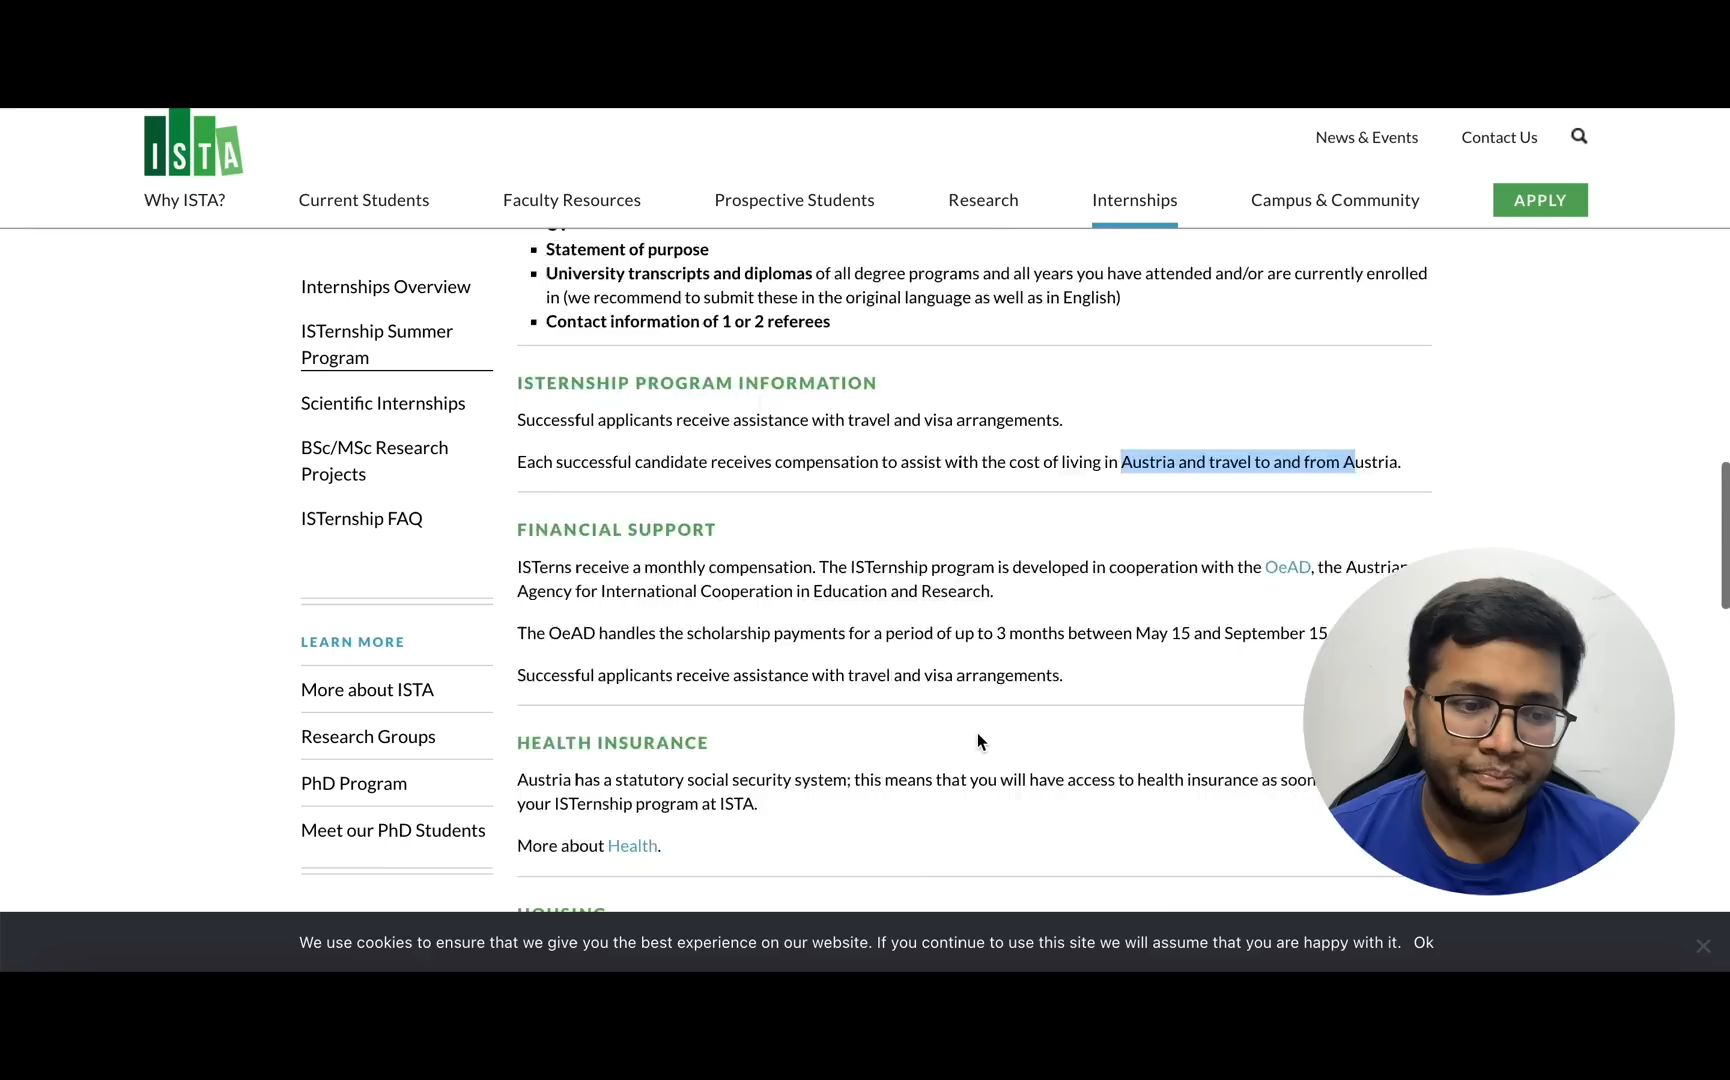 ISTA
News & Events
Contact Us
Why ISTA?
Current Students
Faculty Resources
Prospective Students
Research
Internships
Campus & Community
APPLY
Internships Overview
ISTernship Summer
Program
Scientific Internships
BSc/MSc Research
Projects
ISTernship FAQ
LEARN MORE
More about ISTA
Research Groups
PhD Program
Meet our PhD Students
▪ Statement of purpose
▪ University transcripts and diplomas of all degree programs and all years you have attended and/or are currently enrolled
in (we recommend to submit these in the original language as well as in English)
▪ Contact information of 1 or 2 referees
ISTERNSHIP PROGRAM INFORMATION
Successful applicants receive assistance with travel and visa arrangements.
Each successful candidate receives compensation to assist with the cost of living in Austria and travel to and from Austria.
FINANCIAL SUPPORT
ISTerns receive a monthly compensation. The ISTernship program is developed in cooperation with the OeAD, the Austrian
Agency for International Cooperation in Education and Research.
The OeAD handles the scholarship payments for a period of up to 3 months between May 15 and September 15
Successful applicants receive assistance with travel and visa arrangements.
HEALTH INSURANCE
Austria has a statutory social security system; this means that you will have access to health insurance as soon
your ISTernship program at ISTA.
More about Health.
HOUSING
We use cookies to ensure that we give you the best experience on our website. If you continue to use this site we will assume that you are happy with it. Ok